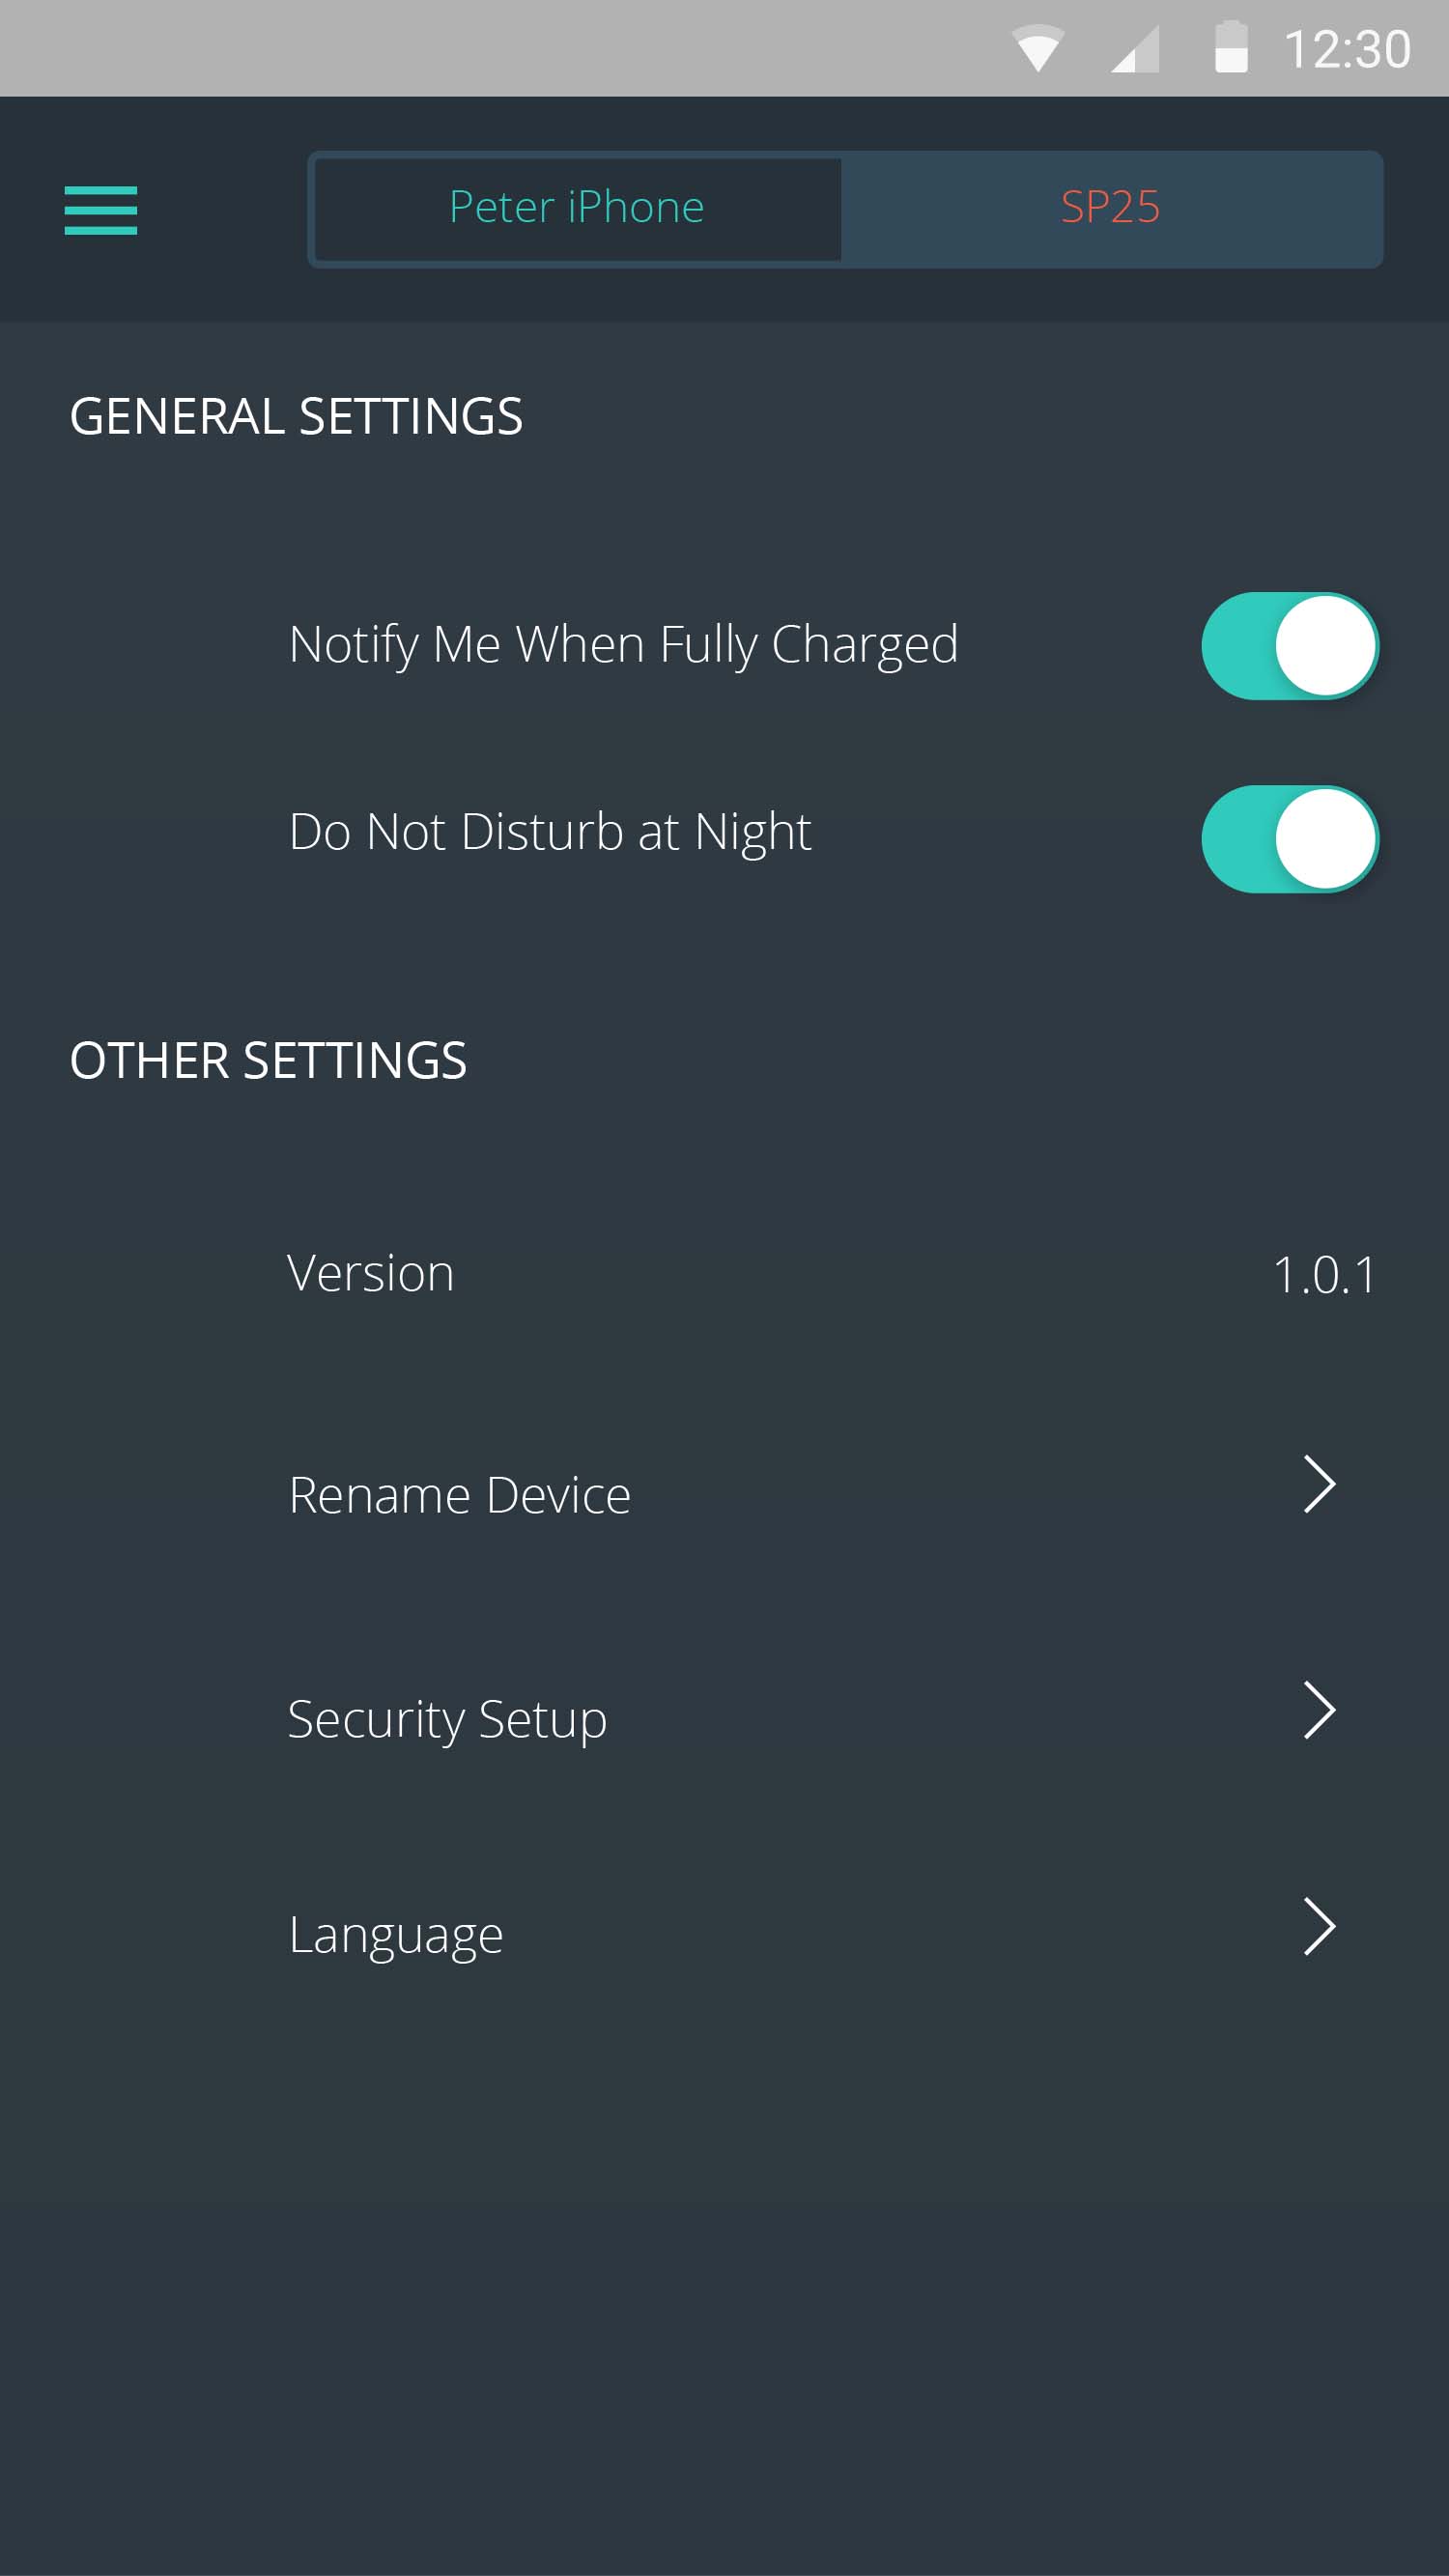 12:30
Peter iPhone
SP25
GENERAL SETTINGS
Notify Me When Fully Charged
Do Not Disturb at Night
OTHER SETTINGS
Version
1.0.1
Rename Device
Security Setup
Language